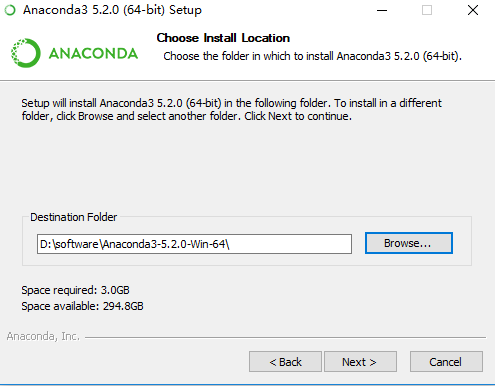 Anaconda3 5.2.0 (64-bit) Setup
ANACONDA
Choose Install Location
Choose the folder in which to install Anaconda3 5.2.0 (64-bit).
Setup will install Anaconda3 5.2.0 (64-bit) in the following folder. To install in a different
folder, click Browse and select another folder. Click Next to continue.
Destination Folder
D:\software\Anaconda3-5.2.0-Win-64\
Browse...
Space required: 3.0GB
Space available: 294.8GB
Anaconda, Inc.
< Back
Next >
Cancel